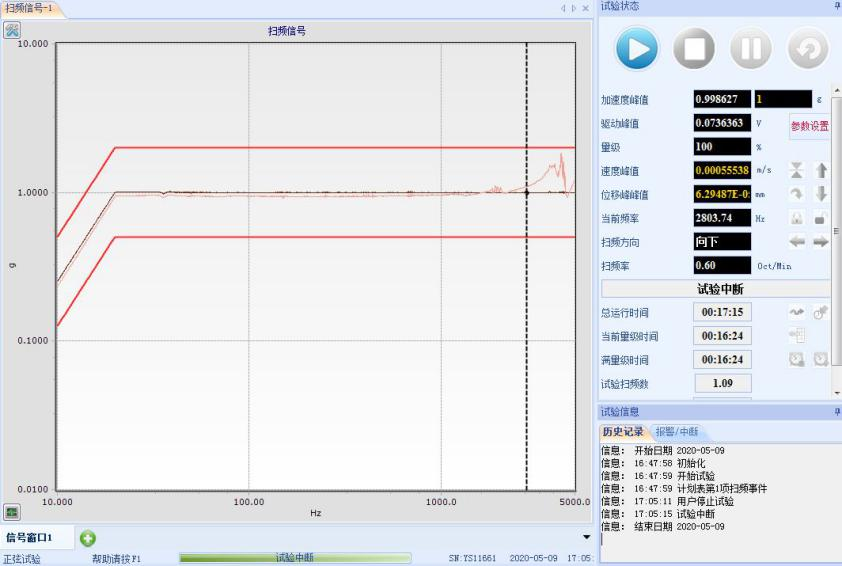 扫频信号-1
扫频信号
10.000
1.0000
0.1000
0.0100
g
10.000
100.00
1000.0
5000.0
Hz
信号窗口1
正弦试验
帮助请按F1
试验中断
SN:YS11661
2020-05-09
17:05:
试验状态
加速度峰值 0.998627 1 g
驱动峰值 0.0736363 V
参数设置
量级 100 %
速度峰值 0.00055538 m/s
位移峰峰值 6.29487E-0 mm
当前频率 2803.74 Hz
扫频方向 向下
扫频率 0.60 Oct/Min
试验中断
总运行时间 00:17:15
当前量级时间 00:16:24
满量级时间 00:16:24
试验扫频数 1.09
试验信息
历史记录 报警/中断
信息: 开始日期 2020-05-09
信息: 16:47:58 初始化
信息: 16:47:59 开始试验
信息: 16:47:59 计划表第1项扫频事件
信息: 17:05:11 用户停止试验
信息: 17:05:15 试验中断
信息: 结束日期 2020-05-09